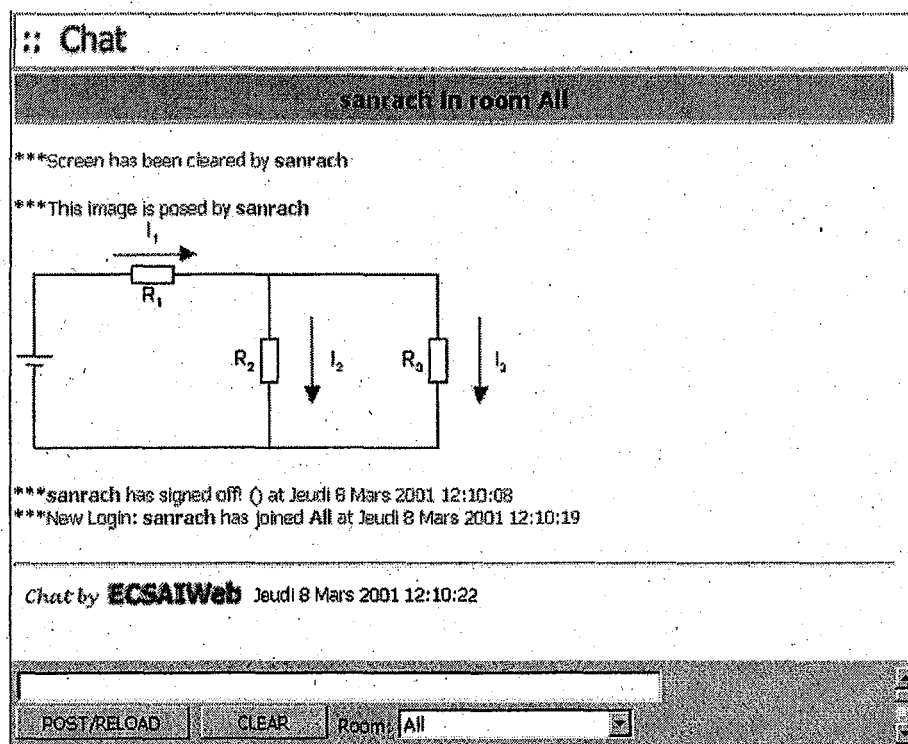 :: Chat
sanrach in room All
***Screen has been cleared by sanrach
***This image is posed by sanrach
I₁
R₁
R₂ I₂ R₃ I₃
***sanrach has signed off! () at Jeudi 8 Mars 2001 12:10:08
***New Login: sanrach has joined All at Jeudi 8 Mars 2001 12:10:19
Chat by ECSAIWeb Jeudi 8 Mars 2001 12:10:22
POST/RELOAD CLEAR Room: All